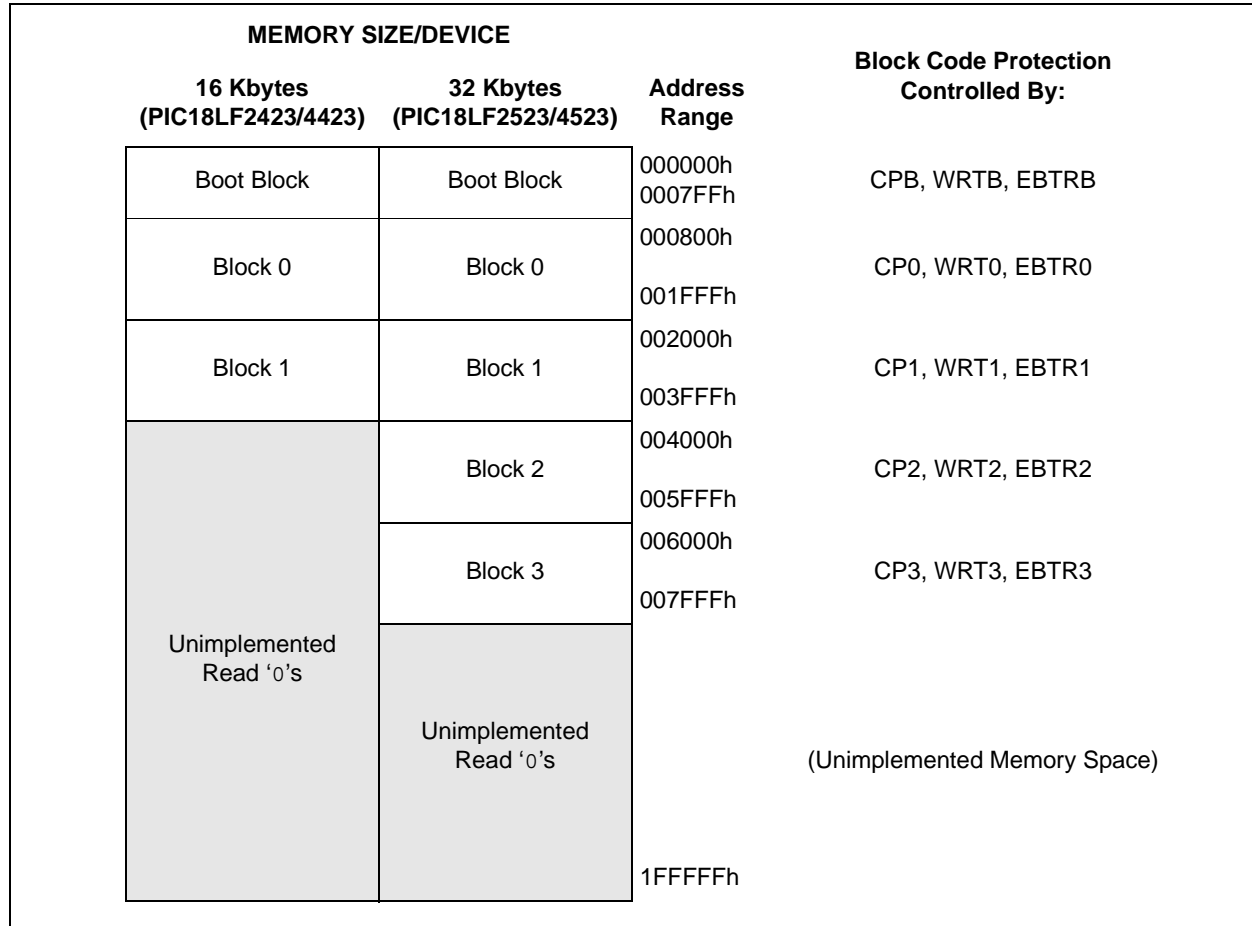 MEMORY SIZE/DEVICE
Block Code Protection
Controlled By:
16 Kbytes
(PIC18LF2423/4423)
32 Kbytes
(PIC18LF2523/4523)
Address
Range
Boot Block
Boot Block
000000h
0007FFh
CPB, WRTB, EBTRB
Block 0
Block 0
000800h
001FFFh
CP0, WRT0, EBTR0
Block 1
Block 1
002000h
003FFFh
CP1, WRT1, EBTR1
Block 2
004000h
005FFFh
CP2, WRT2, EBTR2
Block 3
006000h
007FFFh
CP3, WRT3, EBTR3
Unimplemented
Read ‘0’s
Unimplemented
Read ‘0’s
(Unimplemented Memory Space)
1FFFFFh